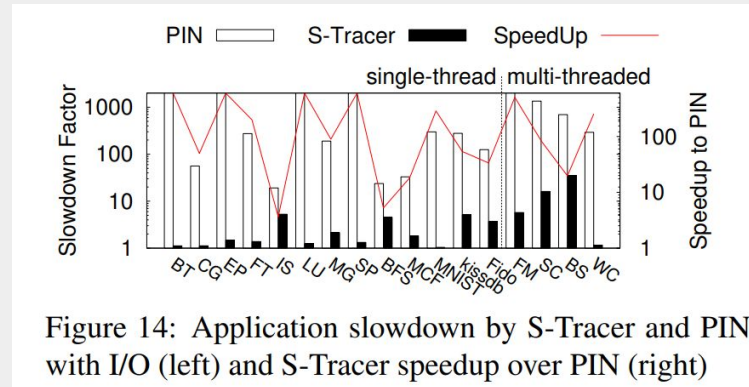 PIN S-Tracer SpeedUp
single-thread multi-threaded
Slowdown Factor
1000
100
10
1
Speedup to PIN
100
10
1
BT CG EP FT IS LU MG SP BFS MCF MNIST kissdb Fido FM SC BS WC
Figure 14: Application slowdown by S-Tracer and PIN
with I/O (left) and S-Tracer speedup over PIN (right)